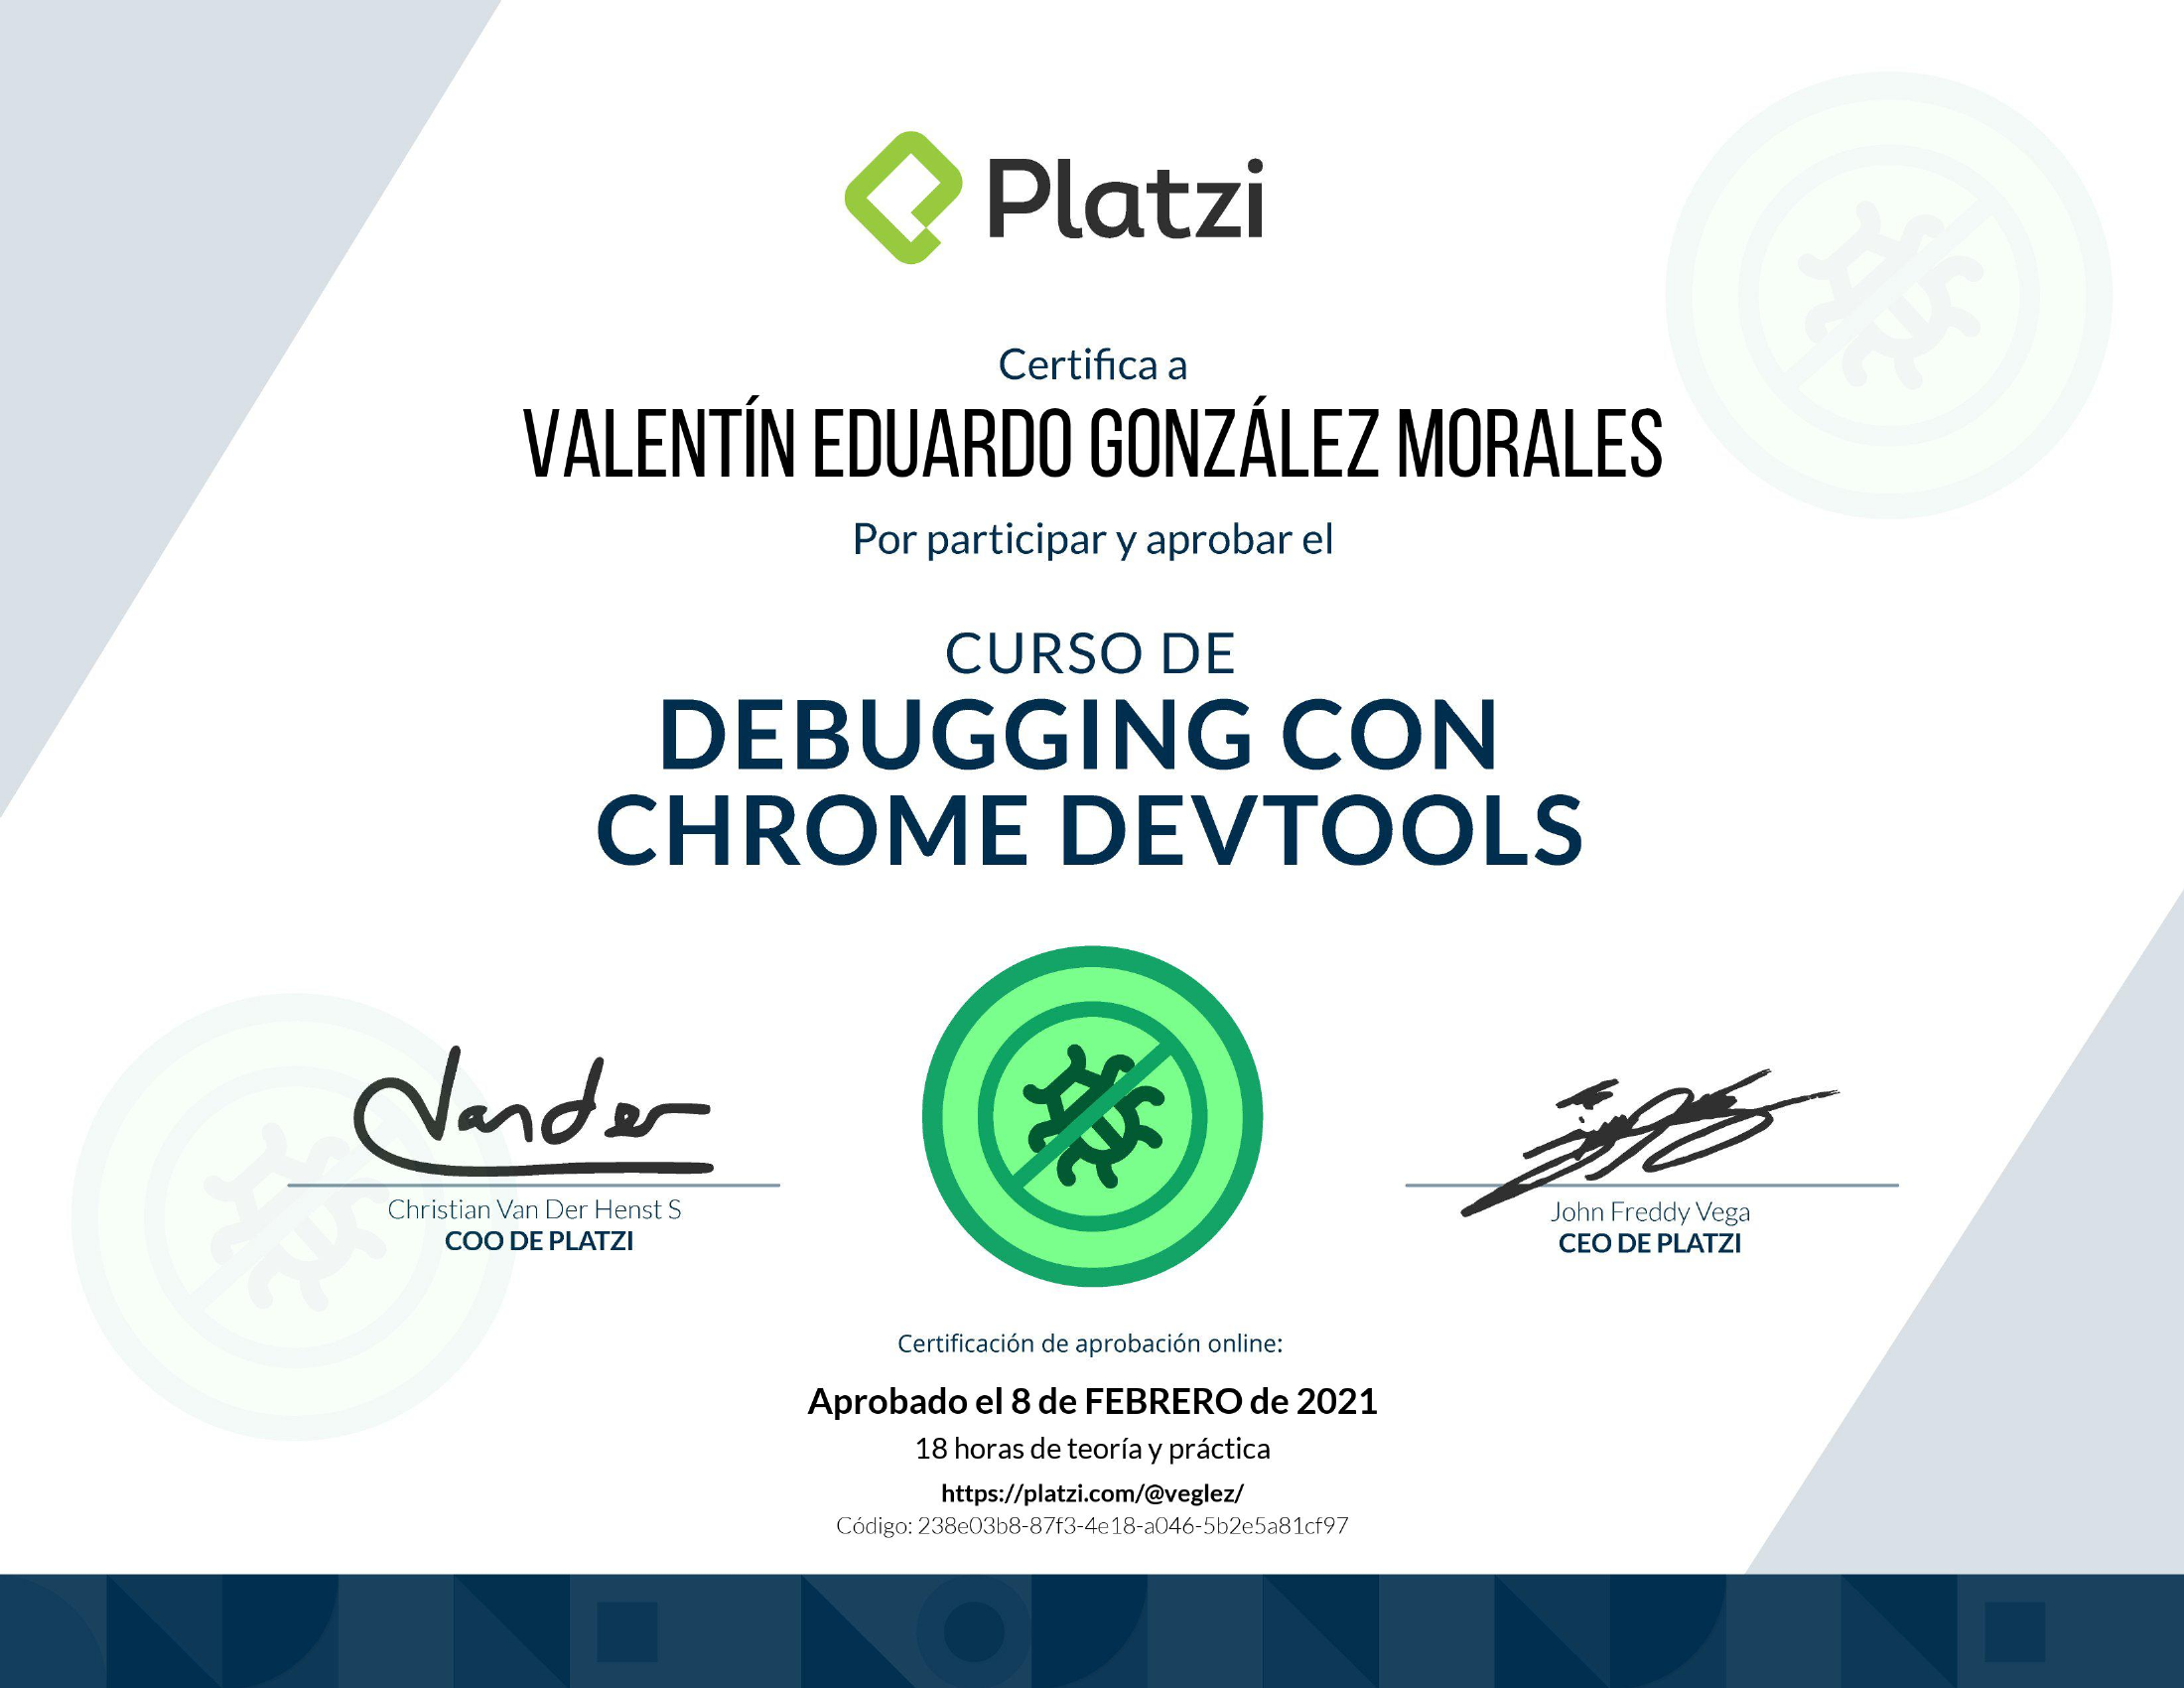 Platzi
Certifica a
VALENTÍN EDUARDO GONZÁLEZ MORALES
Por participar y aprobar el
CURSO DE
DEBUGGING CON
CHROME DEVTOOLS
Vander
Christian Van Der Henst S
COO DE PLATZI
John Freddy Vega
CEO DE PLATZI
Certificación de aprobación online:
Aprobado el 8 de FEBRERO de 2021
18 horas de teoría y práctica
https://platzi.com/@veglez/
Código: 238e03b8-87f3-4e18-a046-5b2e5a81cf97